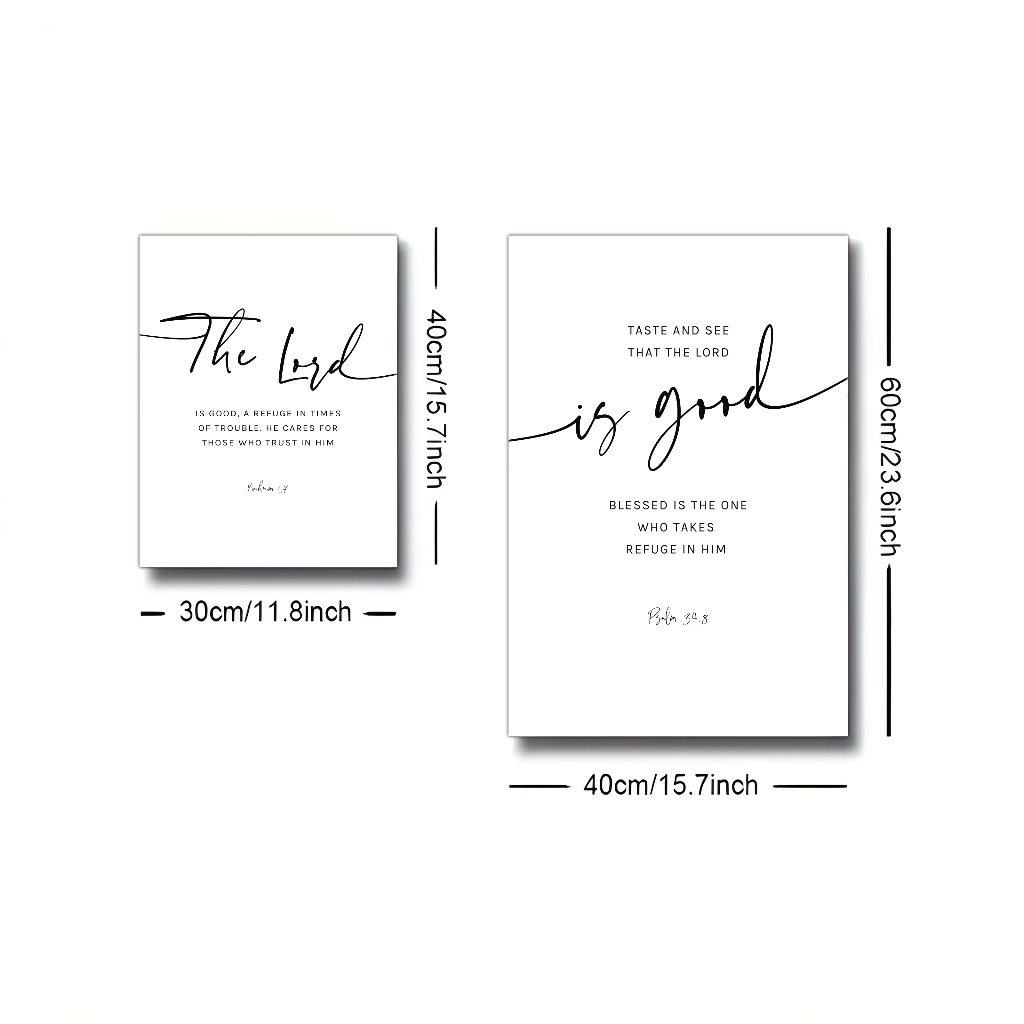 The Lord
IS GOOD, A REFUGE IN TIMES
OF TROUBLE. HE CARES FOR
THOSE WHO TRUST IN HIM
40cm/15.7inch
30cm/11.8inch
TASTE AND SEE
THAT THE LORD
is good
BLESSED IS THE ONE
WHO TAKES
REFUGE IN HIM
Psalm 34:8
60cm/23.6inch
40cm/15.7inch